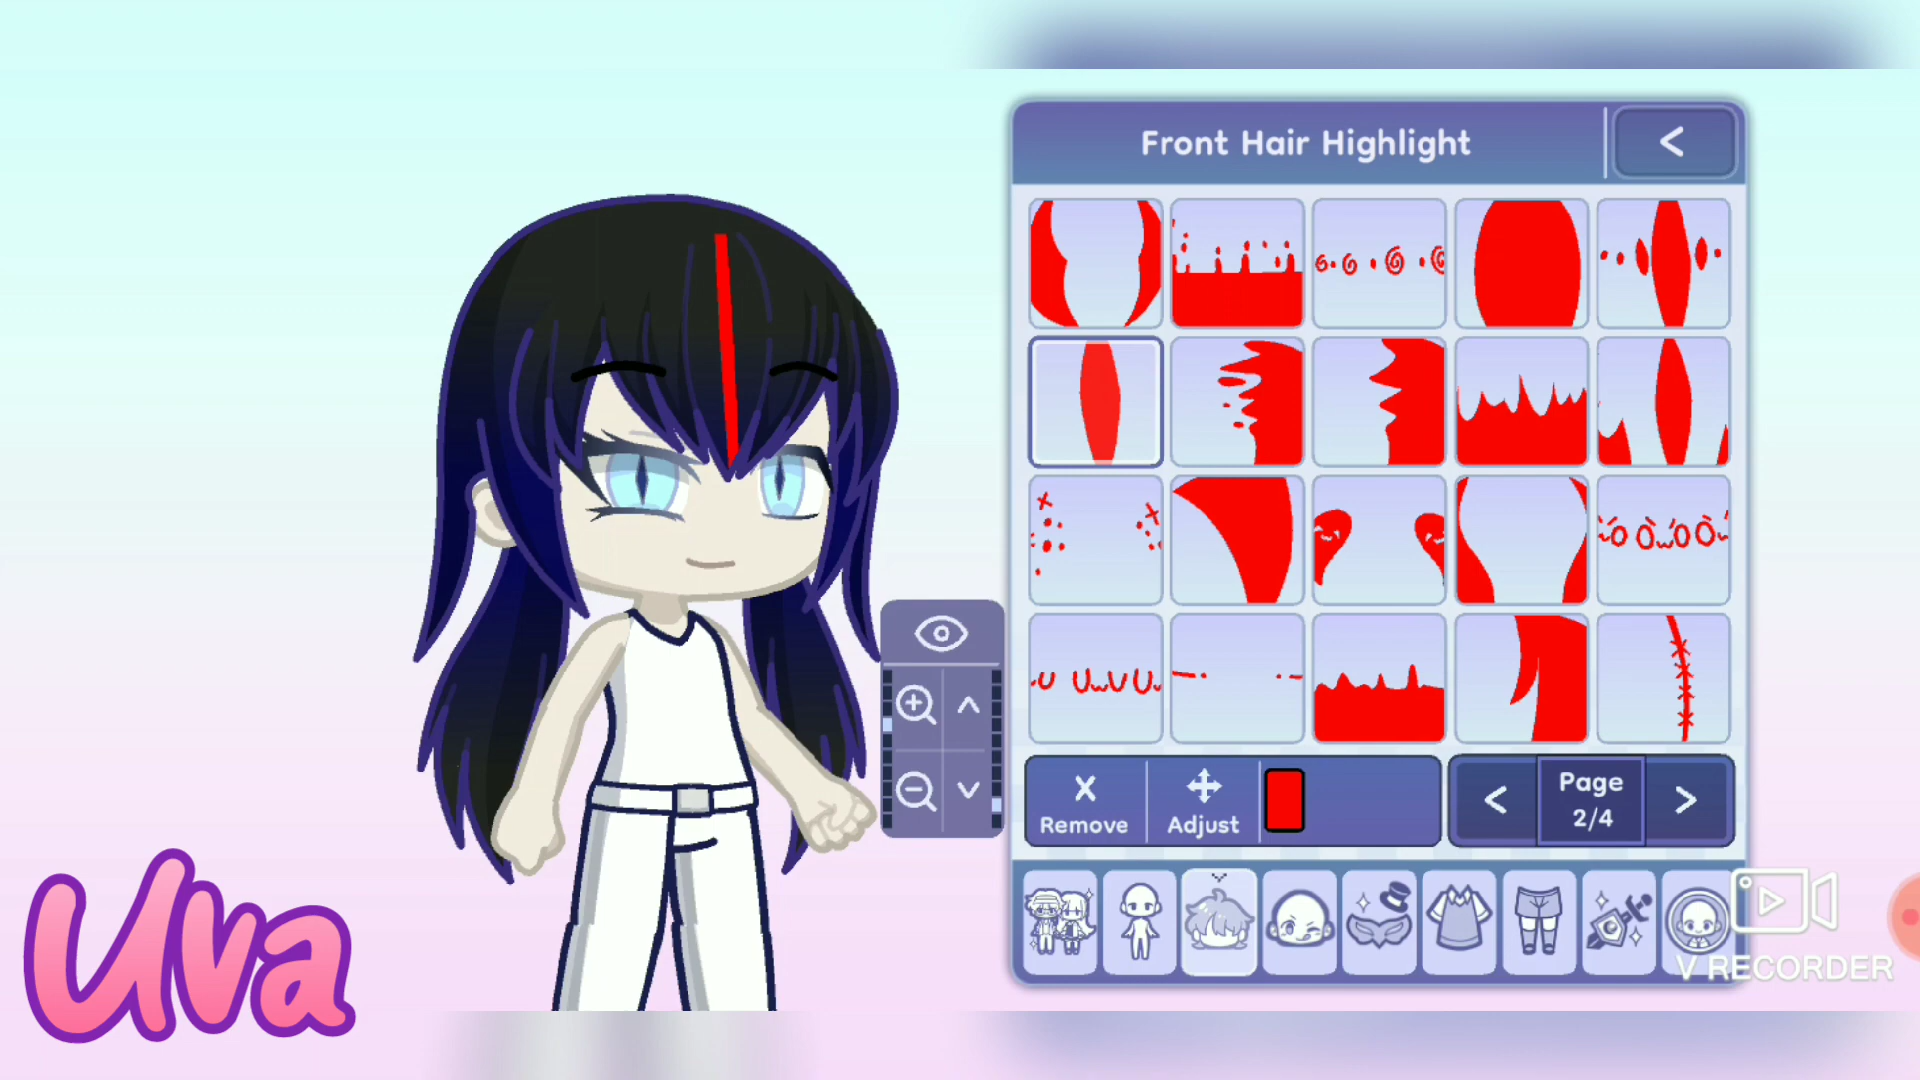 Front Hair Highlight
Remove
Adjust
Page
2/4
V RECORDER
Uva